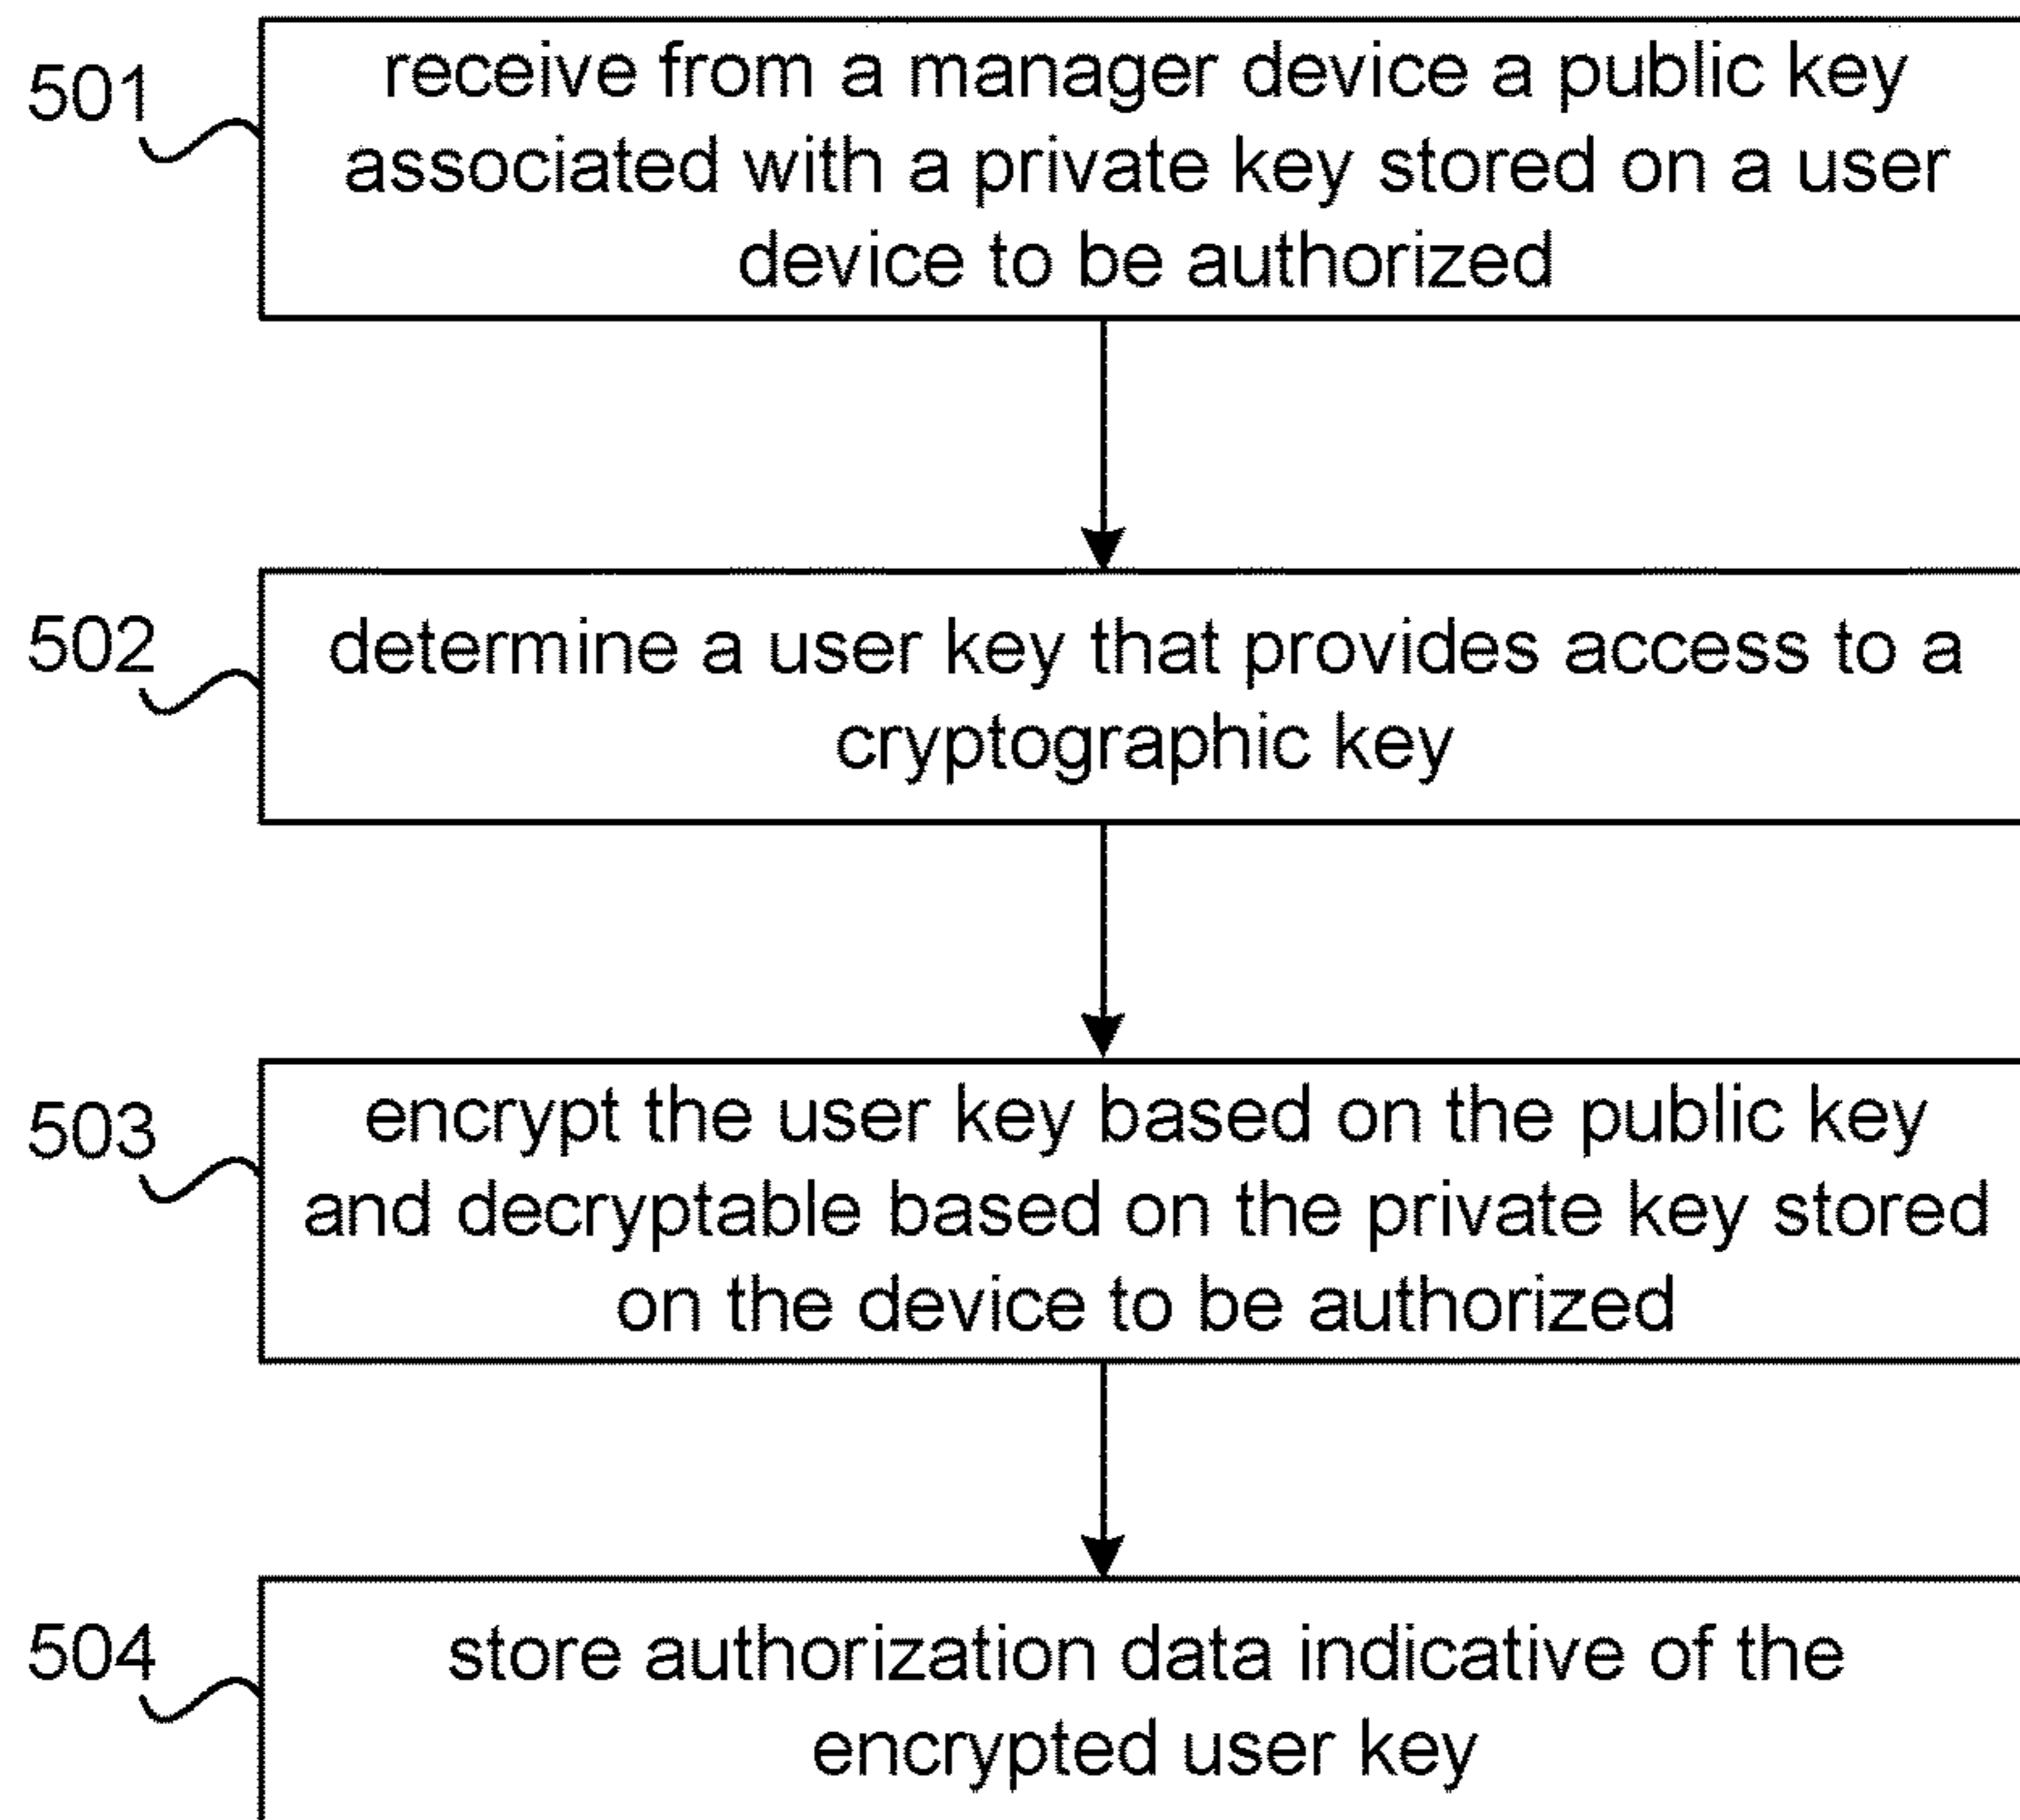 501
receive from a manager device a public key
associated with a private key stored on a user
device to be authorized
502
determine a user key that provides access to a
cryptographic key
503
encrypt the user key based on the public key
and decryptable based on the private key stored
on the device to be authorized
504
store authorization data indicative of the
encrypted user key